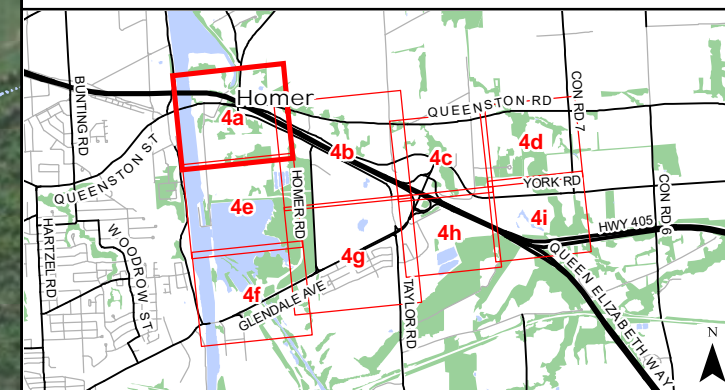 BUNTING RD
Homer
4a
QUEENSTON RD
CON RD 7
4b
4c
4d
QUEENSTON ST
YORK RD
HARTZEL RD
WOODROW ST
4e
HOMER RD
CON RD 6
4i
HWY 405
4h
4g
4f
GLENDALE AVE
TAYLOR RD
QUEEN ELIZABETH WAY
N